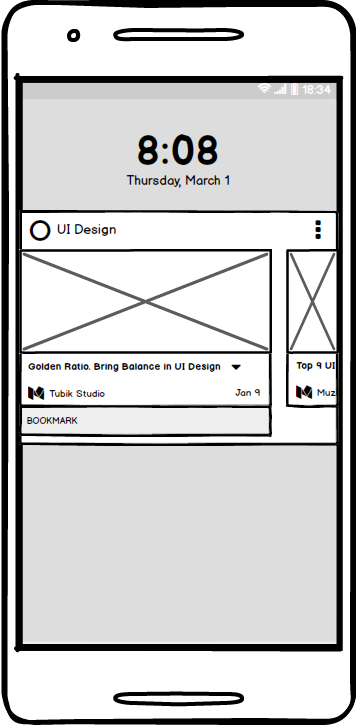 18:34
8:08
Thursday, March 1
UI Design
Golden Ratio. Bring Balance in UI Design
Tubik Studio
Jan 9
BOOKMARK
Top 9 UI
Muz